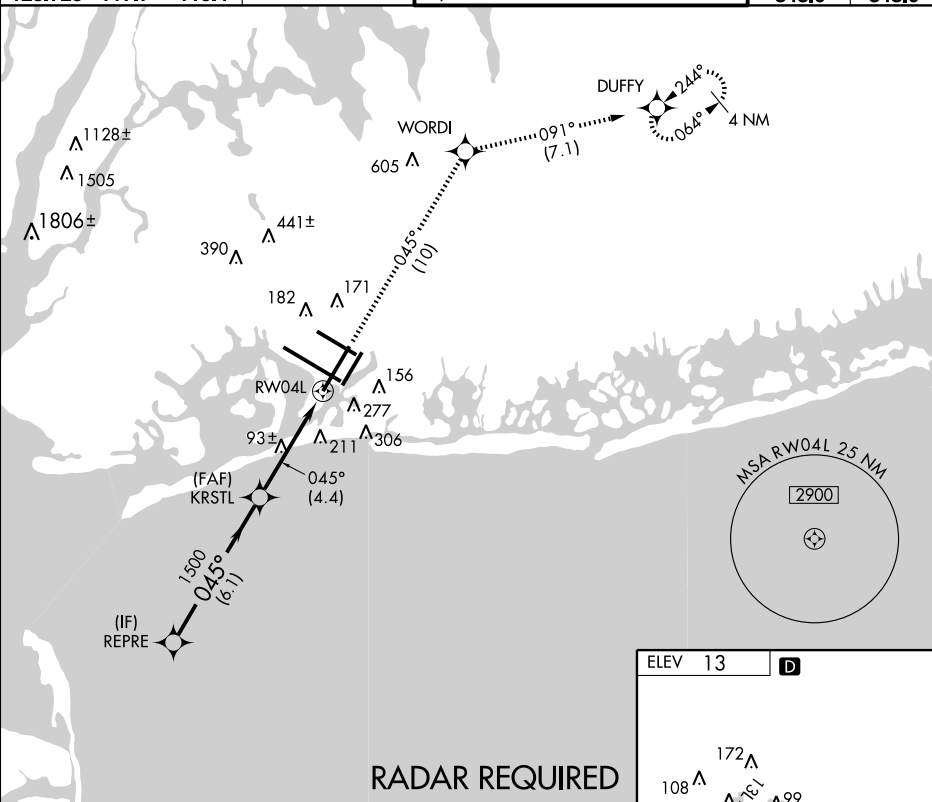 DUFFY
244°
064°
4 NM
WORDI
091°
(7.1)
605
1128±
1505
1806±
441±
390
045°
(10)
171
182
RW04L
156
277
93±
211
306
(FAF)
KRSTL
045°
(4.4)
MSA RW04L 25 NM
2900
1500
045°
(6.1)
(IF)
REPRE
ELEV 13
D
RADAR REQUIRED
172
108
13L
99